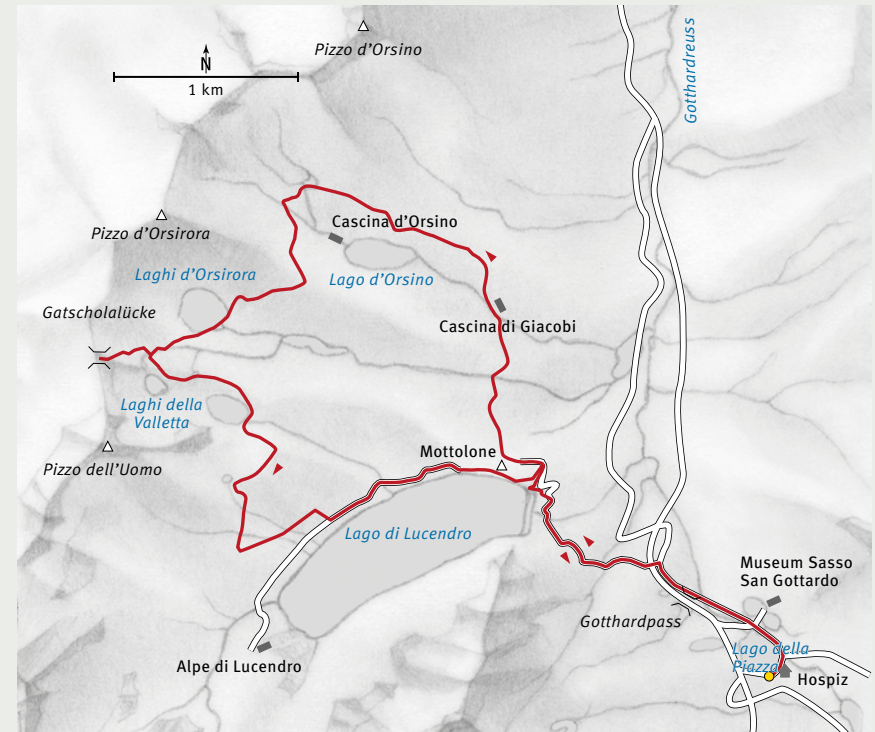 Pizzo d'Orsino
N
1 km
Gotthardreuss
Cascina d'Orsino
Pizzo d'Orsirora
Laghi d'Orsirora
Lago d'Orsino
Gatscholalücke
Cascina di Giacobi
Laghi della
Valletta
Mottolone
Pizzo dell'Uomo
Lago di Lucendro
Museum Sasso
San Gottardo
Gotthardpass
Lago della
Piazza
Alpe di Lucendro
Hospiz